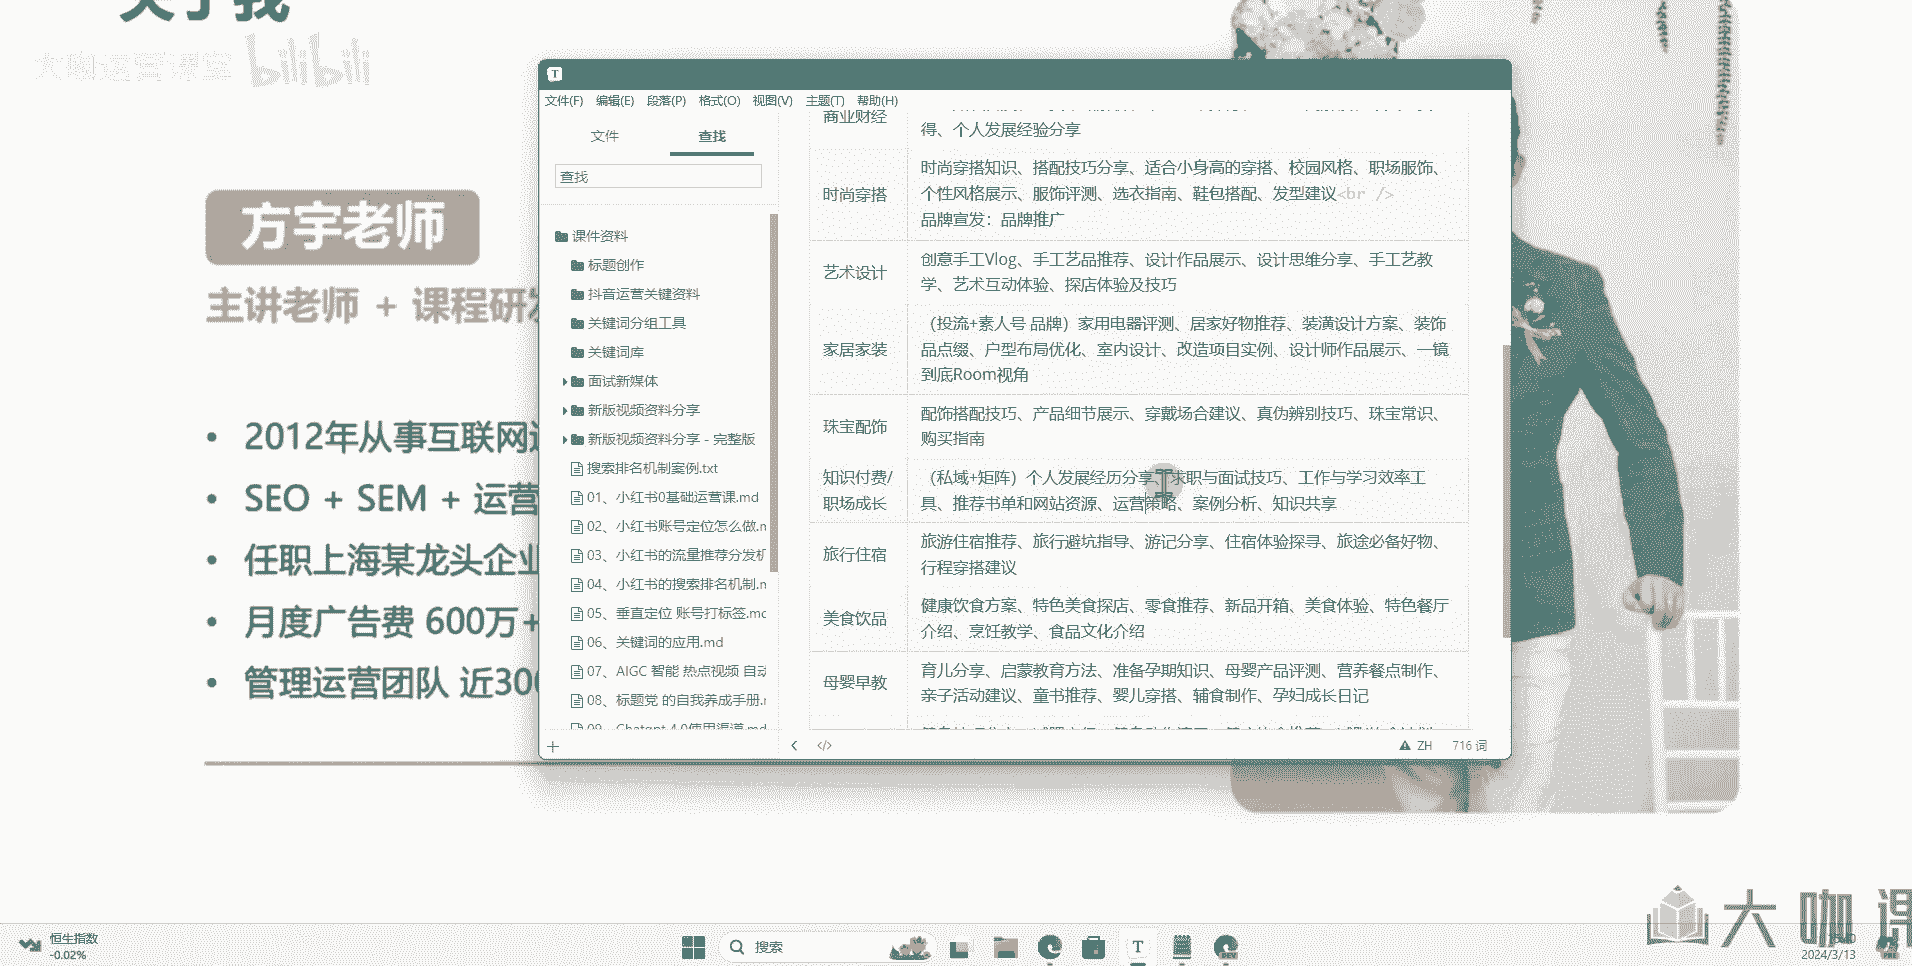 关于我
大咖运营课堂 bilibili
方宇老师
主讲老师 + 课程研发
2012年从事互联网运
SEO + SEM + 运营
任职上海某龙头企业
月度广告费 600万+
管理运营团队 近300
T
文件(F) 编辑(E) 段落(P) 格式(O) 视图(V) 主题(T) 帮助(H)
文件 查找
查找
课件资料
标题创作
抖音运营关键资料
关键词分组工具
关键词库
面试新媒体
新版视频资料分享
新版视频资料分享 - 完整版
搜索排名机制案例.txt
01、小红书0基础运营课.md
02、小红书账号定位怎么做.m
03、小红书的流量推荐分发机
04、小红书的搜索排名机制.m
05、垂直定位 账号打标签.md
06、关键词的应用.md
07、AIGC 智能 热点视频 自动
08、标题党 的自我养成手册.m
09、Chatgpt 4.0使用渠道.md
商业财经
得、个人发展经验分享
时尚穿搭
时尚穿搭知识、搭配技巧分享、适合小身高的穿搭、校园风格、职场服饰、
个性风格展示、服饰评测、选衣指南、鞋包搭配、发型建议<br />
品牌宣发：品牌推广
艺术设计
创意手工Vlog、手工艺品推荐、设计作品展示、设计思维分享、手工艺教
学、艺术互动体验、探店体验及技巧
家居家装
（投流+素人号 品牌）家用电器评测、居家好物推荐、装潢设计方案、装饰
品点缀、户型布局优化、室内设计、改造项目实例、设计师作品展示、一镜
到底Room视角
珠宝配饰
配饰搭配技巧、产品细节展示、穿戴场合建议、真伪辨别技巧、珠宝常识、
购买指南
知识付费/
职场成长
（私域+矩阵）个人发展经历分享、求职与面试技巧、工作与学习效率工
具、推荐书单和网站资源、运营策略、案例分析、知识共享
旅行住宿
旅游住宿推荐、旅行避坑指导、游记分享、住宿体验探寻、旅途必备好物、
行程穿搭建议
美食饮品
健康饮食方案、特色美食探店、零食推荐、新品开箱、美食体验、特色餐厅
介绍、烹饪教学、食品文化介绍
母婴早教
育儿分享、启蒙教育方法、准备孕期知识、母婴产品评测、营养餐点制作、
亲子活动建议、童书推荐、婴儿穿搭、辅食制作、孕妇成长日记
ZH 716 词
大咖课
恒生指数
-0.02%
搜索
2024/3/13